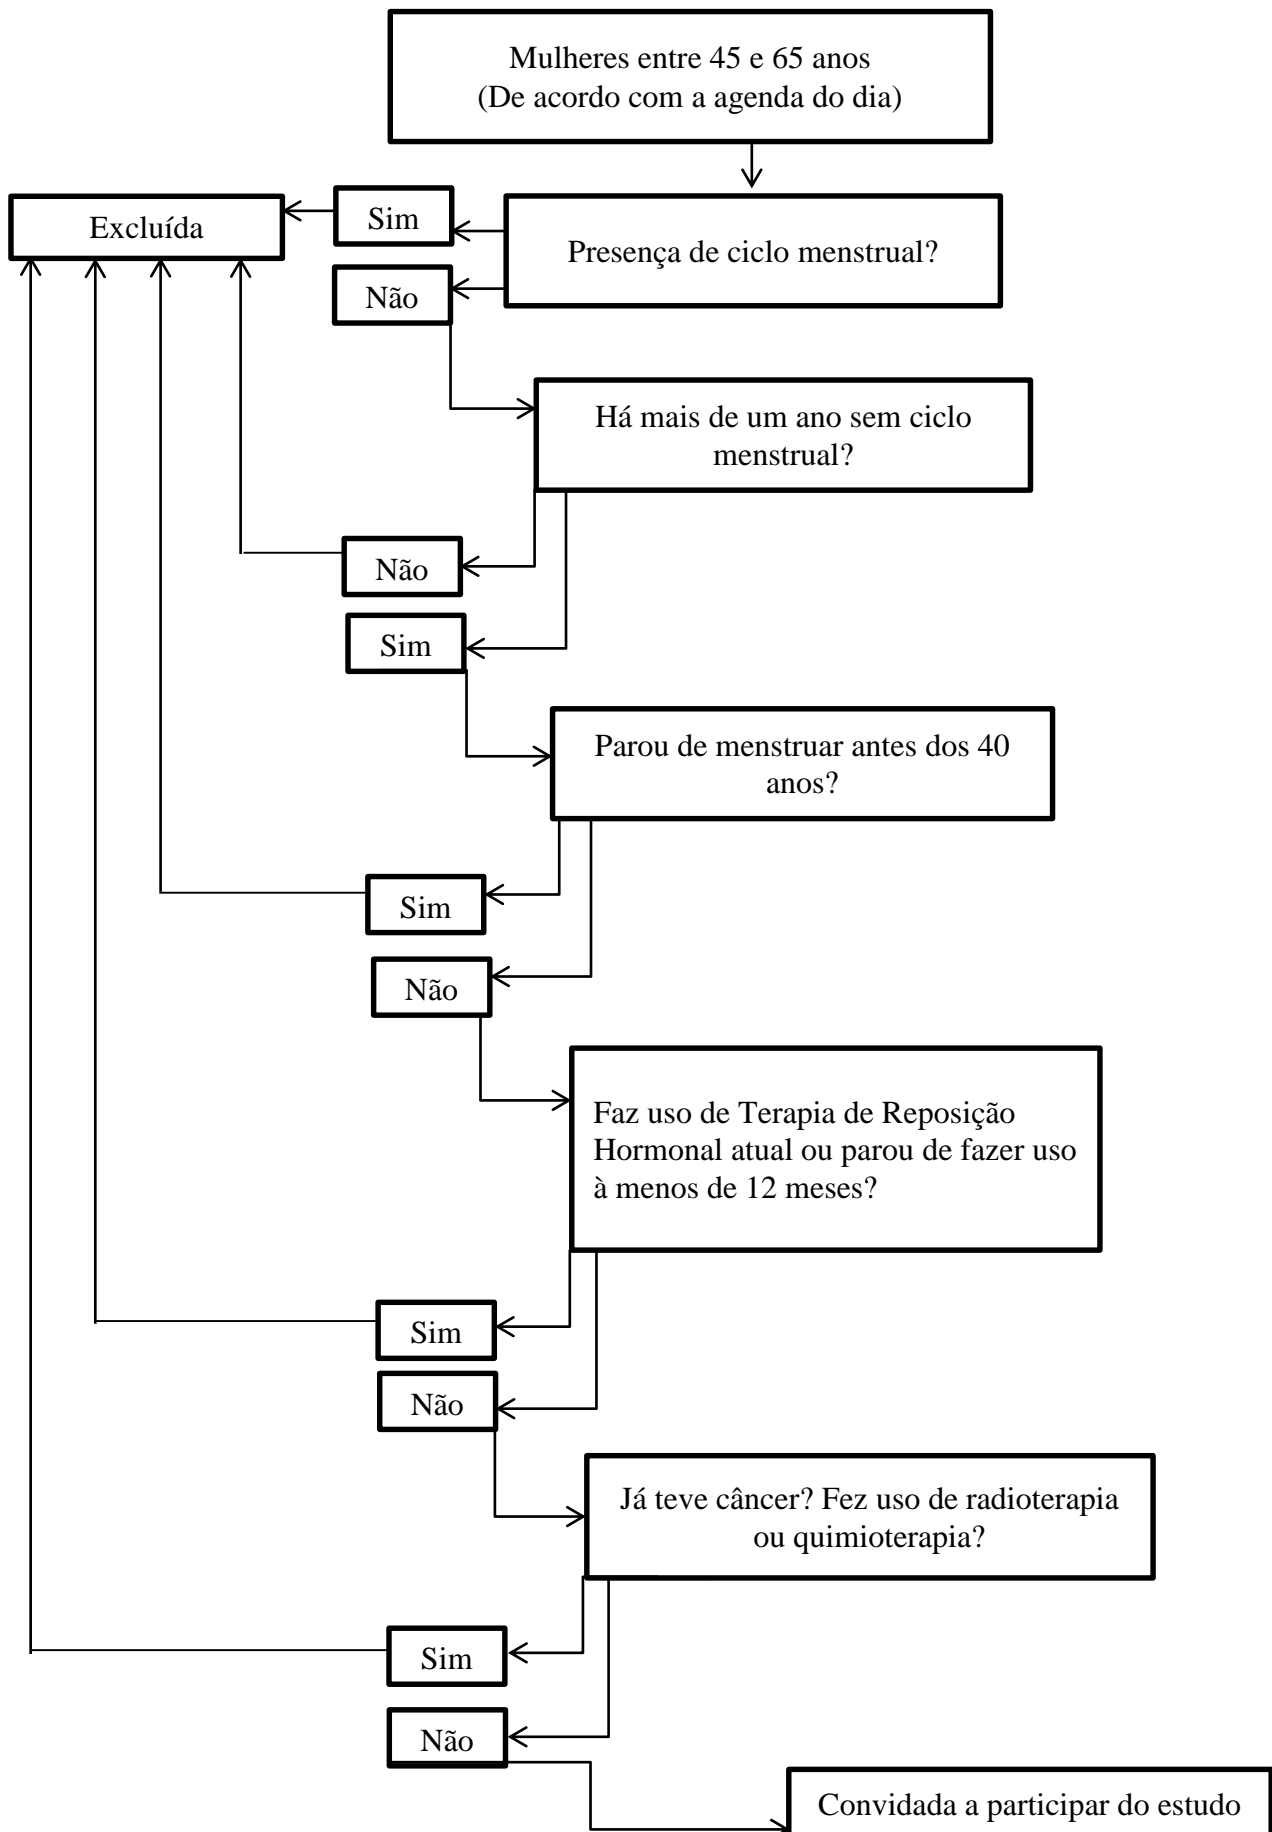 Mulheres entre 45 e 65 anos
(De acordo com a agenda do dia)
Excluída
Sim
Presença de ciclo menstrual?
Não
Há mais de um ano sem ciclo
menstrual?
Não
Sim
Parou de menstruar antes dos 40
anos?
Sim
Não
Faz uso de Terapia de Reposição
Hormonal atual ou parou de fazer uso
à menos de 12 meses?
Sim
Não
Já teve câncer? Fez uso de radioterapia
ou quimioterapia?
Sim
Não
Convidada a participar do estudo